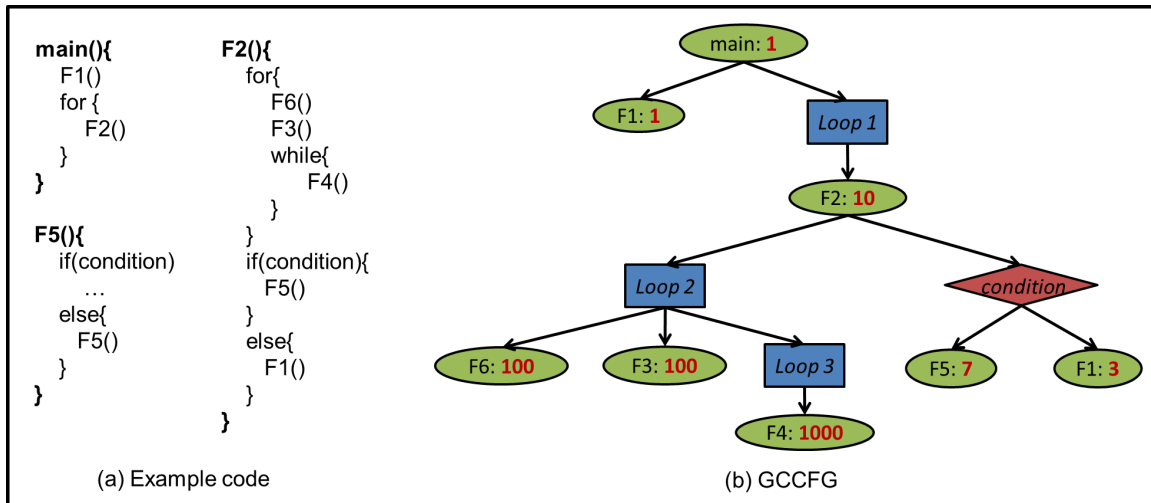 main(){
F1()
for {
F2()
}
}
F5(){
if(condition)
…
else{
F5()
}
}
F2(){
for{
F6()
F3()
while{
F4()
}
}
if(condition){
F5()
}
else{
F1()
}
}
(a) Example code
main: 1
F1: 1
Loop 1
F2: 10
Loop 2
condition
F6: 100
F3: 100
Loop 3
F5: 7
F1: 3
F4: 1000
(b) GCCFG